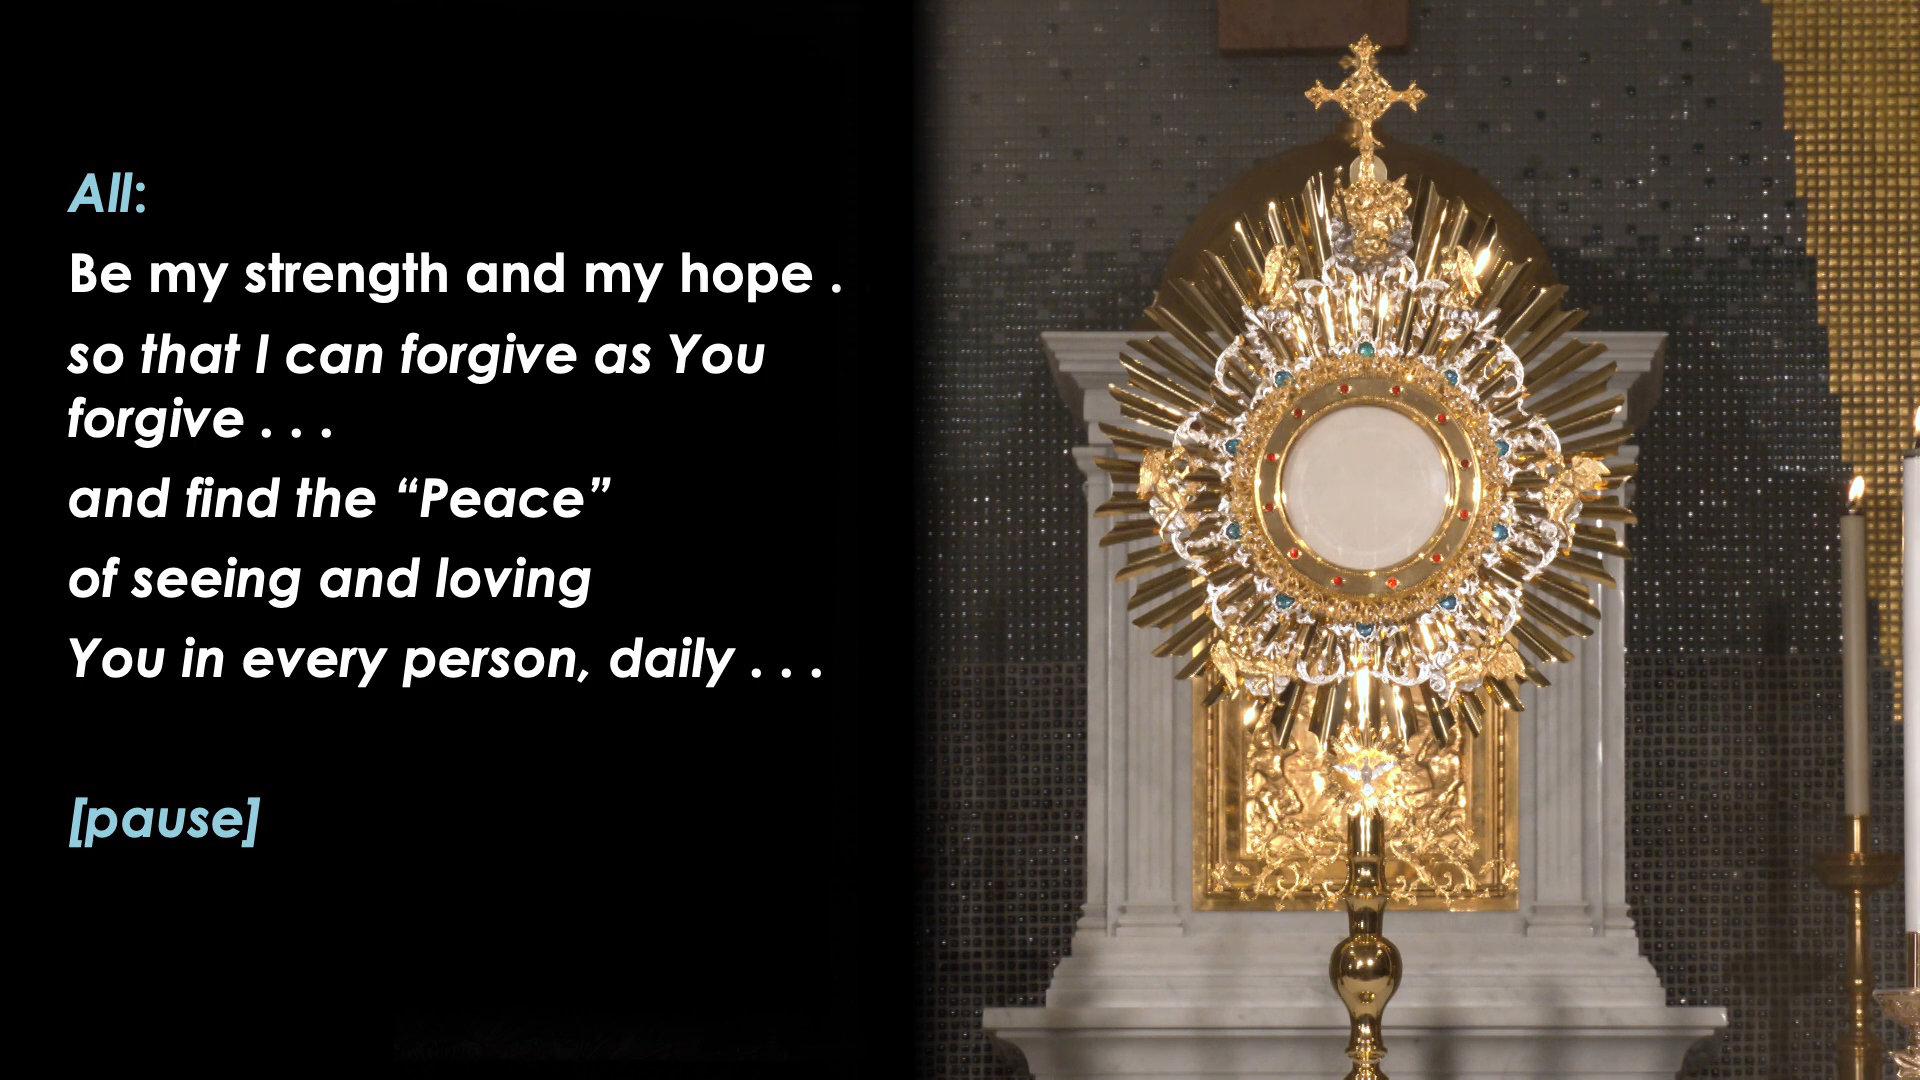 All:
Be my strength and my hope .
so that I can forgive as You
forgive . . .
and find the “Peace”
of seeing and loving
You in every person, daily . . .
[pause]